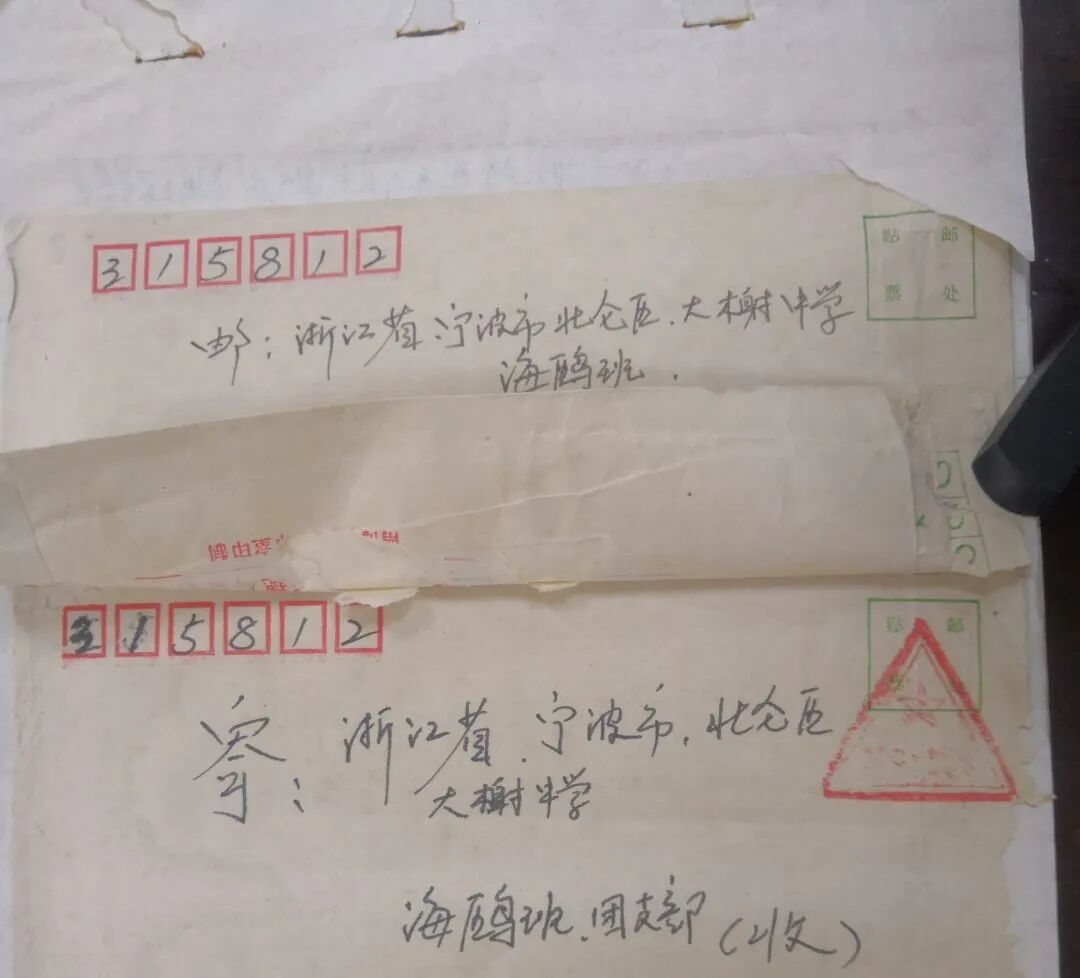 315812
贴 邮
票 处
邮：浙江省.宁波市北仑区.大榭中学
海鸥班.
315812
贴 邮
票
寄：浙江省.宁波市.北仑区
大榭中学
海鸥班.团支部(收)